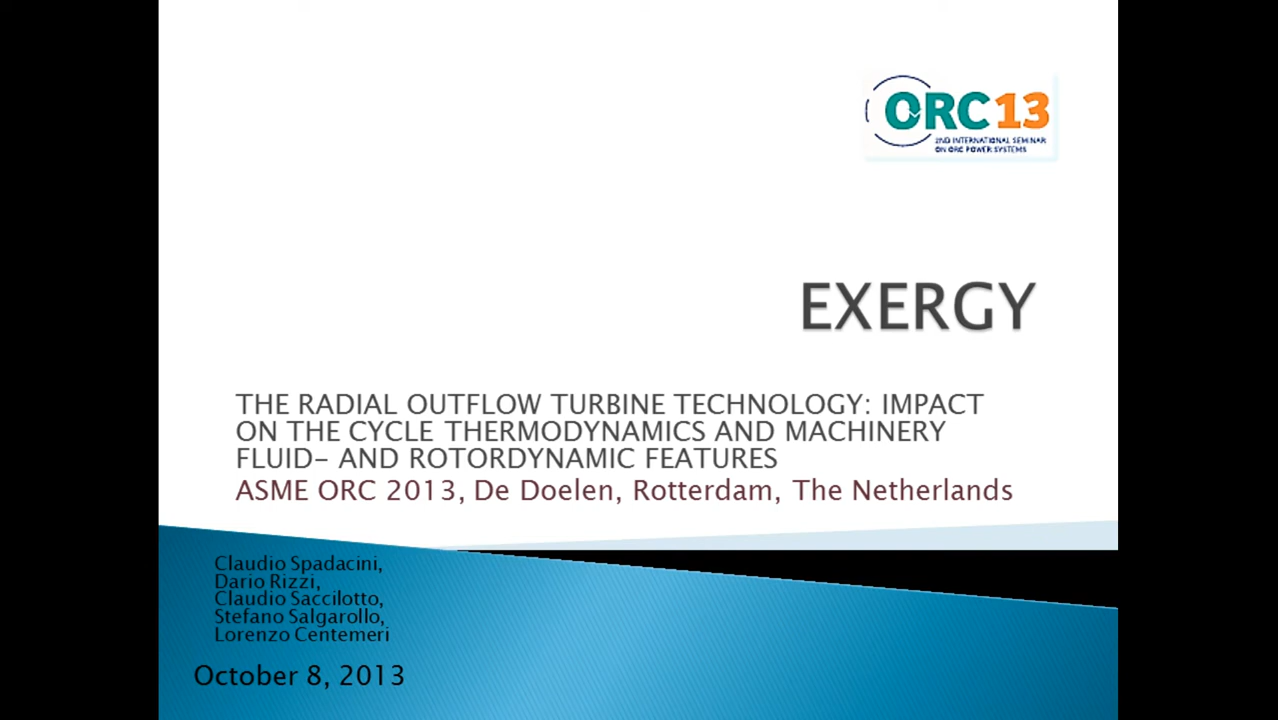 ORC13
2ND INTERNATIONAL SEMINAR
ON ORC POWER SYSTEMS
EXERGY
THE RADIAL OUTFLOW TURBINE TECHNOLOGY: IMPACT
ON THE CYCLE THERMODYNAMICS AND MACHINERY
FLUID- AND ROTORDYNAMIC FEATURES
ASME ORC 2013, De Doelen, Rotterdam, The Netherlands
Claudio Spadacini,
Dario Rizzi,
Claudio Saccilotto,
Stefano Salgarollo,
Lorenzo Centemeri
October 8, 2013